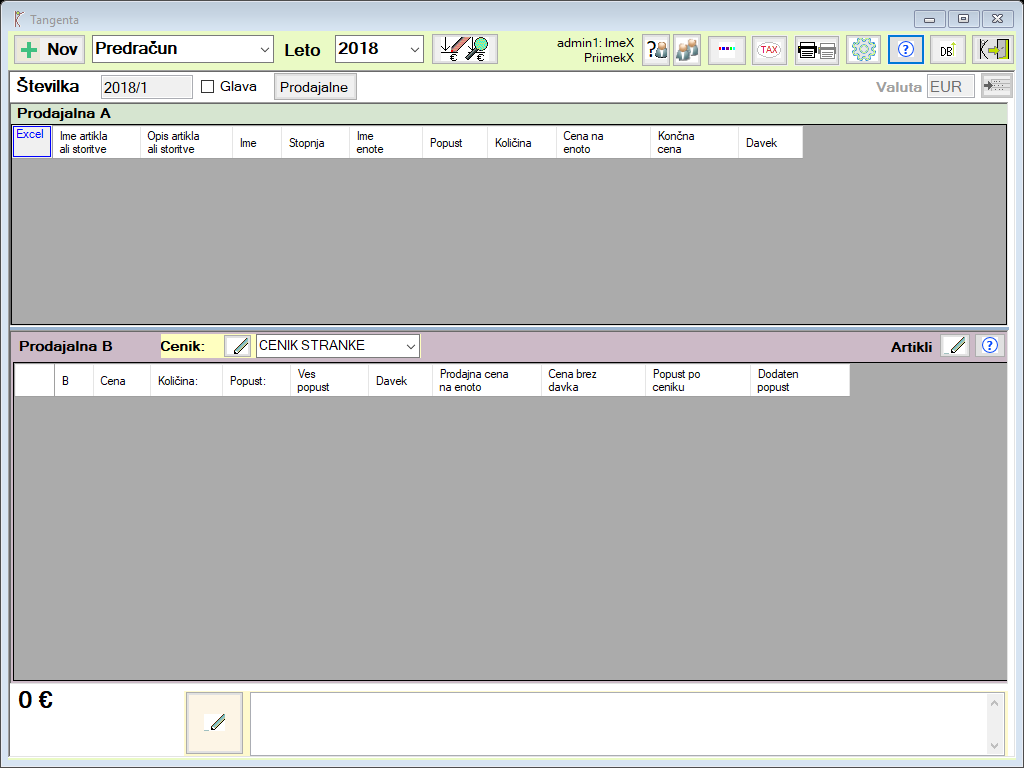 Tangenta
Nov Predračun Leto 2018 € €
admin1: ImeX
PriimekX
? TAX ? DB
Številka 2018/1 Glava Prodajalne Valuta EUR
Prodajalna A
Excel
Ime artikla
ali storitve
Opis artikla
ali storitve
Ime
Stopnja
Ime
enote
Popust
Količina
Cena na
enoto
Končna
cena
Davek
Prodajalna B Cenik: CENIK STRANKE Artikli ?
B
Cena
Količina:
Popust:
Ves
popust
Davek
Prodajna cena
na enoto
Cena brez
davka
Popust po
ceniku
Dodaten
popust
0 €